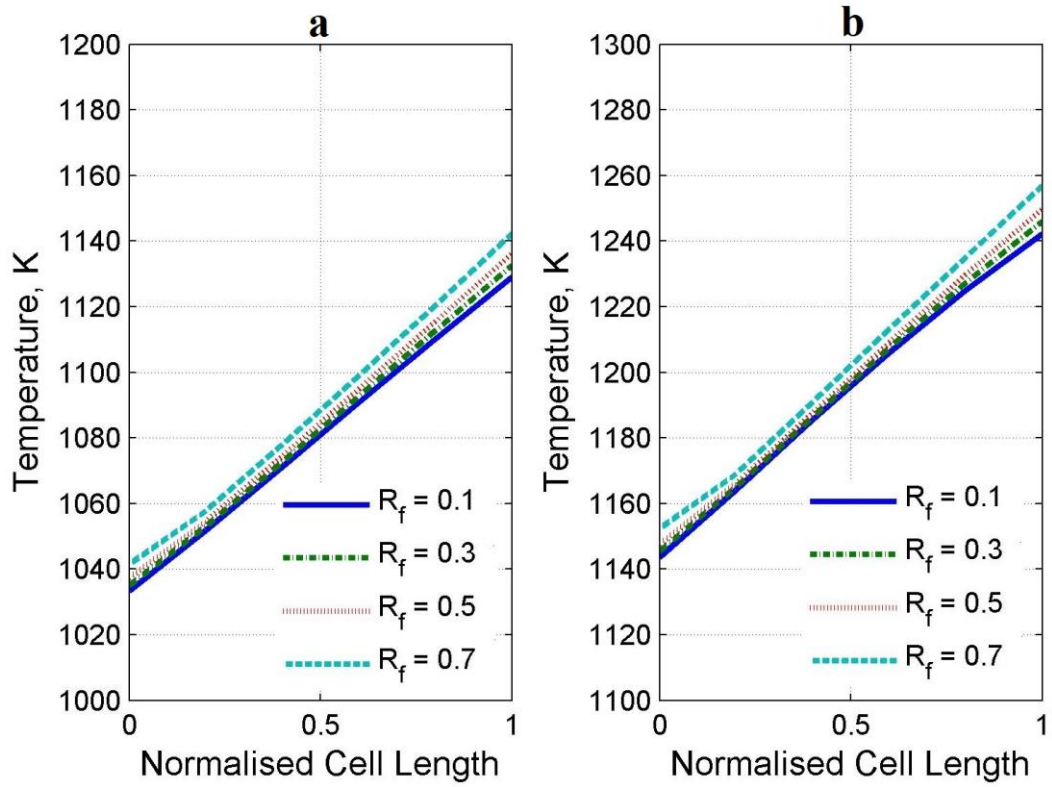 a
1200
1180
1160
1140
1120
1100
1080
1060
1040
1020
1000
Temperature, K
R_f = 0.1
R_f = 0.3
R_f = 0.5
R_f = 0.7
0 0.5 1
Normalised Cell Length
b
1300
1280
1260
1240
1220
1200
1180
1160
1140
1120
1100
Temperature, K
R_f = 0.1
R_f = 0.3
R_f = 0.5
R_f = 0.7
0 0.5 1
Normalised Cell Length